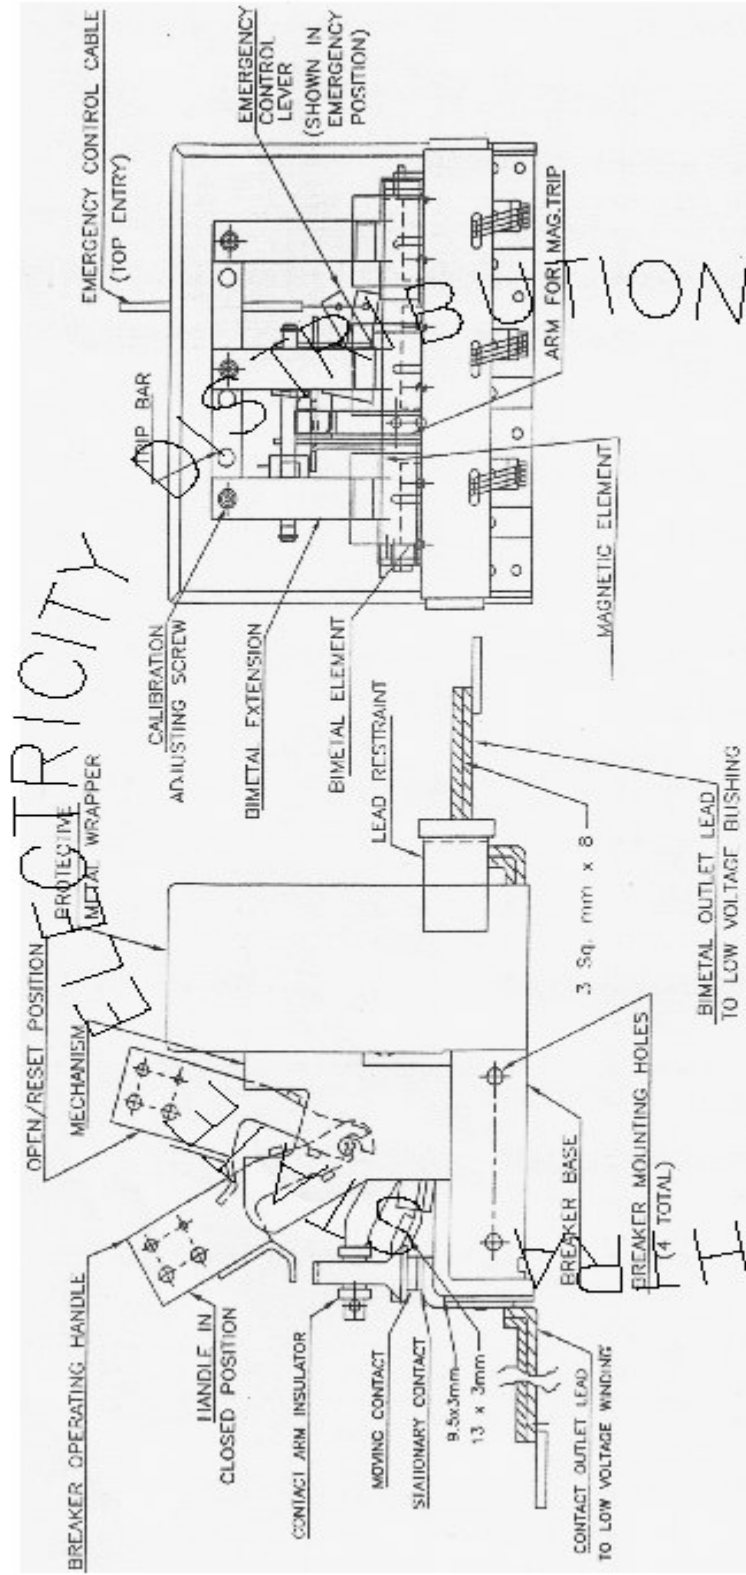 BREAKER OPERATING HANDLE
OPEN/RESET POSITION
MECHANISM
BROTECTIVE
METAL WRAPPER
HANDLE IN
CLOSED POSITION
CONTACT ARM INSULATOR
MOVING CONTACT
STATIONARY CONTACT
9.5x3mm
13 x 3mm
CONTACT OUTLET LEAD
TO LOW VOLTAGE WINDING
BREAKER BASE
BREAKER MOUNTING HOLES
(4 TOTAL)
LEAD RESTRAINT
3 Sq. mm x 8
BIMETAL OUTLET LEAD
TO LOW VOLTAGE BUSHING
EMERGENCY CONTROL CABLE
(TOP ENTRY)
TRIP BAR
CALIBRATION
ADJUSTING SCREW
BIMETAL EXTENSION
BIMETAL ELEMENT
EMERGENCY
CONTROL
LEVER
(SHOWN IN
EMERGENCY
POSITION)
ARM FOR MAG.TRIP
MAGNETIC ELEMENT
ELECTRICITY
DISTRIBUTION